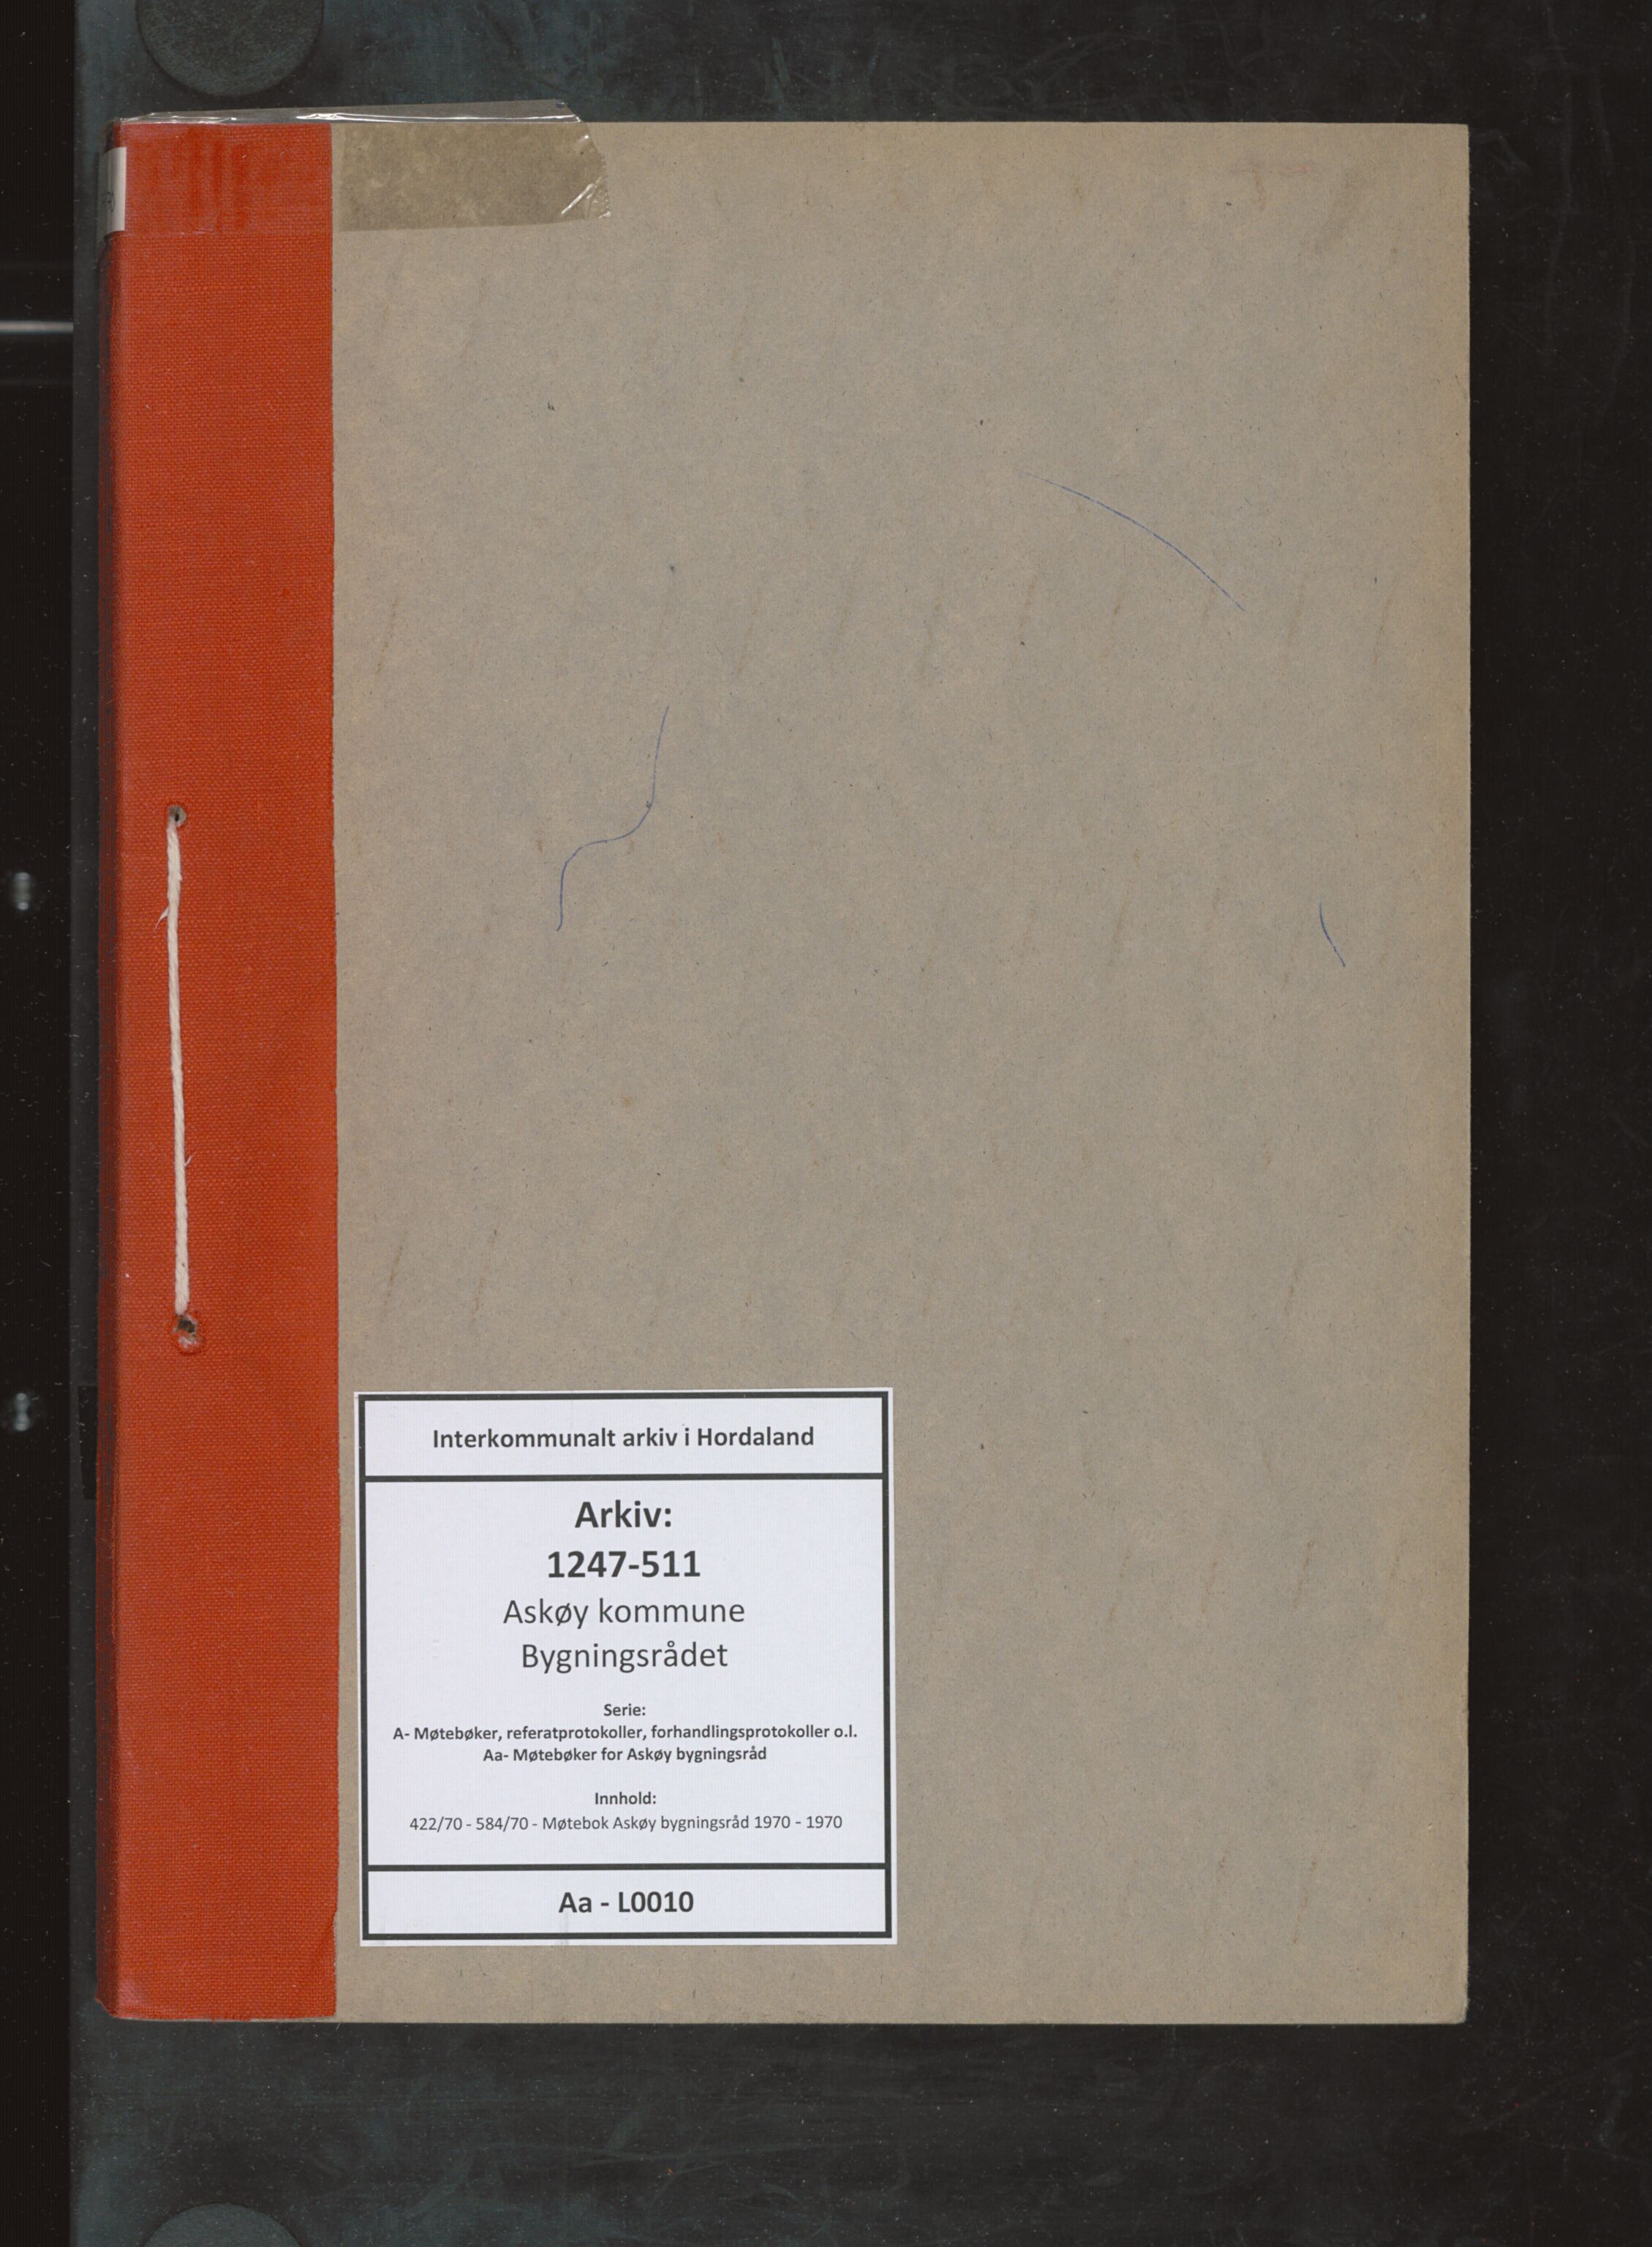 Interkommunalt arkiv i Hordaland
Arkiv:
1247-511
Askøy kommune
Bygningsrådet
Serie:
A- Møtebøker, referatprotokoller, forhandlingsprotokoller o.l.
Aa- Møtebøker for Askøy bygningsråd
Innhold:
422/70 - 584/70 - Møtebok Askøy bygningsråd 1970 - 1970
Aa - L0010